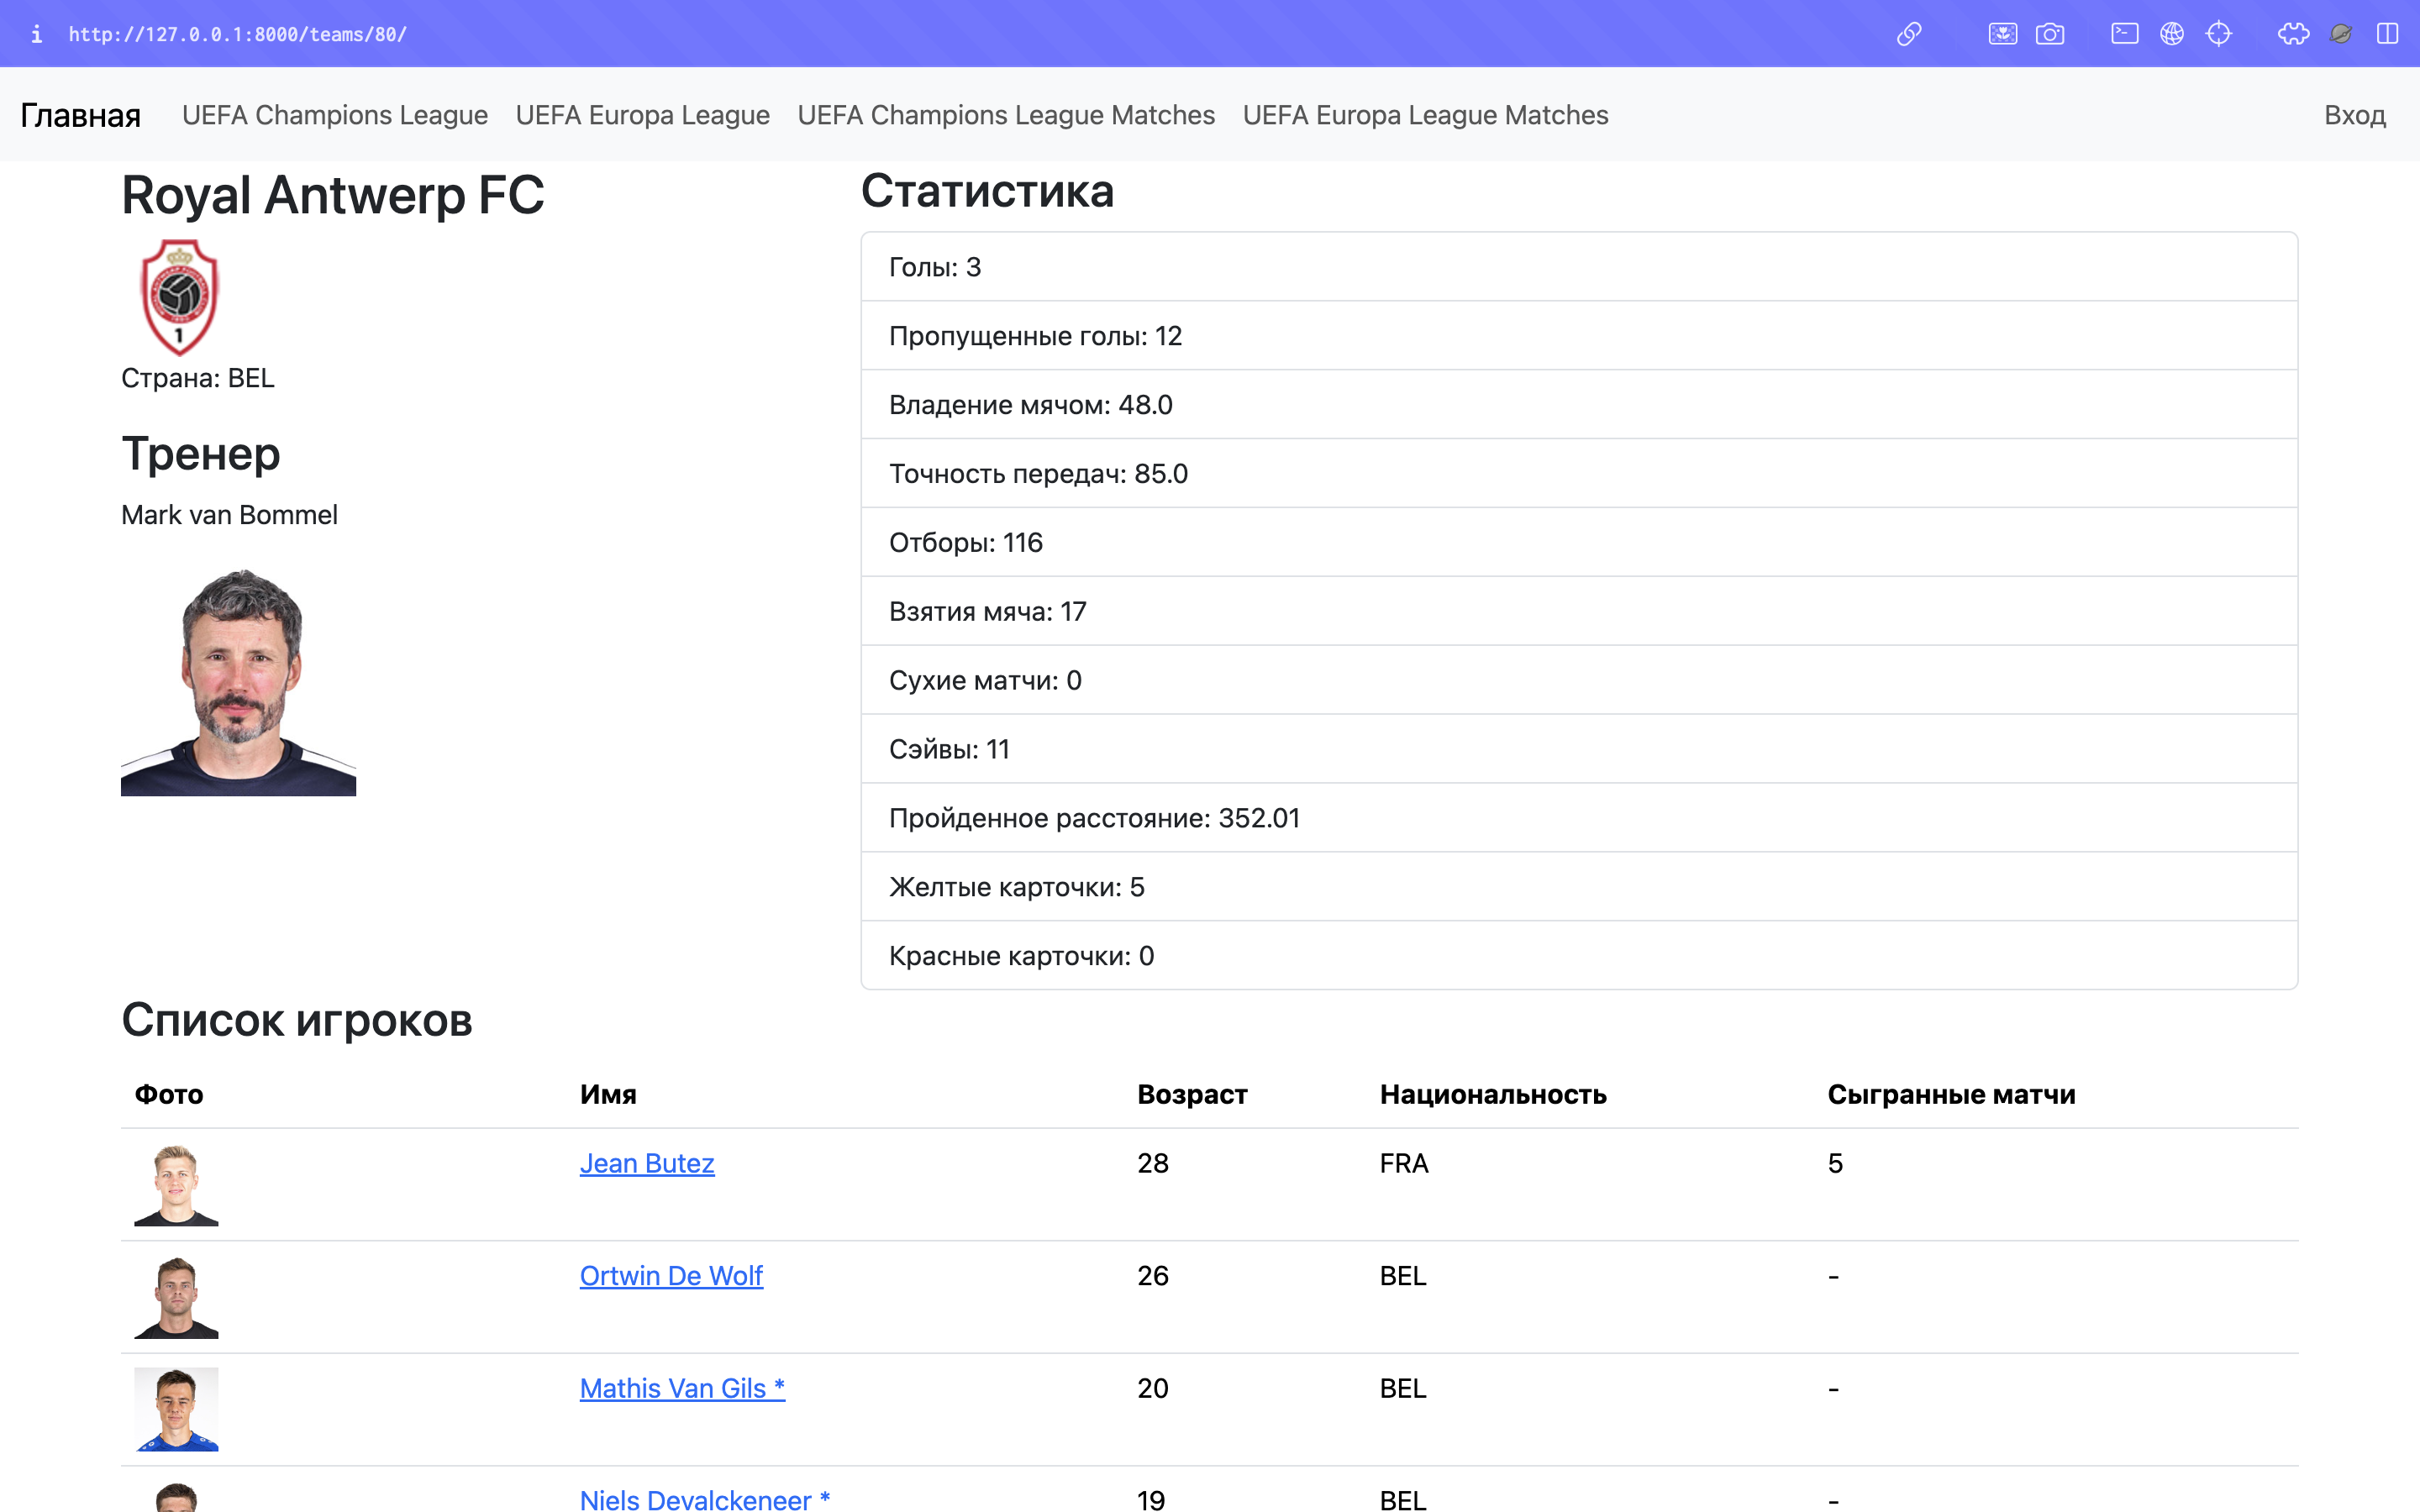 http://127.0.0.1:8000/teams/80/
Главная UEFA Champions League UEFA Europa League UEFA Champions League Matches UEFA Europa League Matches Вход
Royal Antwerp FC
1
Страна: BEL
Тренер
Mark van Bommel
Статистика
Голы: 3
Пропущенные голы: 12
Владение мячом: 48.0
Точность передач: 85.0
Отборы: 116
Взятия мяча: 17
Сухие матчи: 0
Сэйвы: 11
Пройденное расстояние: 352.01
Желтые карточки: 5
Красные карточки: 0
Список игроков
Фото Имя Возраст Национальность Сыгранные матчи
Jean Butez 28 FRA 5
Ortwin De Wolf 26 BEL -
Mathis Van Gils * 20 BEL -
Niels Devalckeneer * 19 BEL -